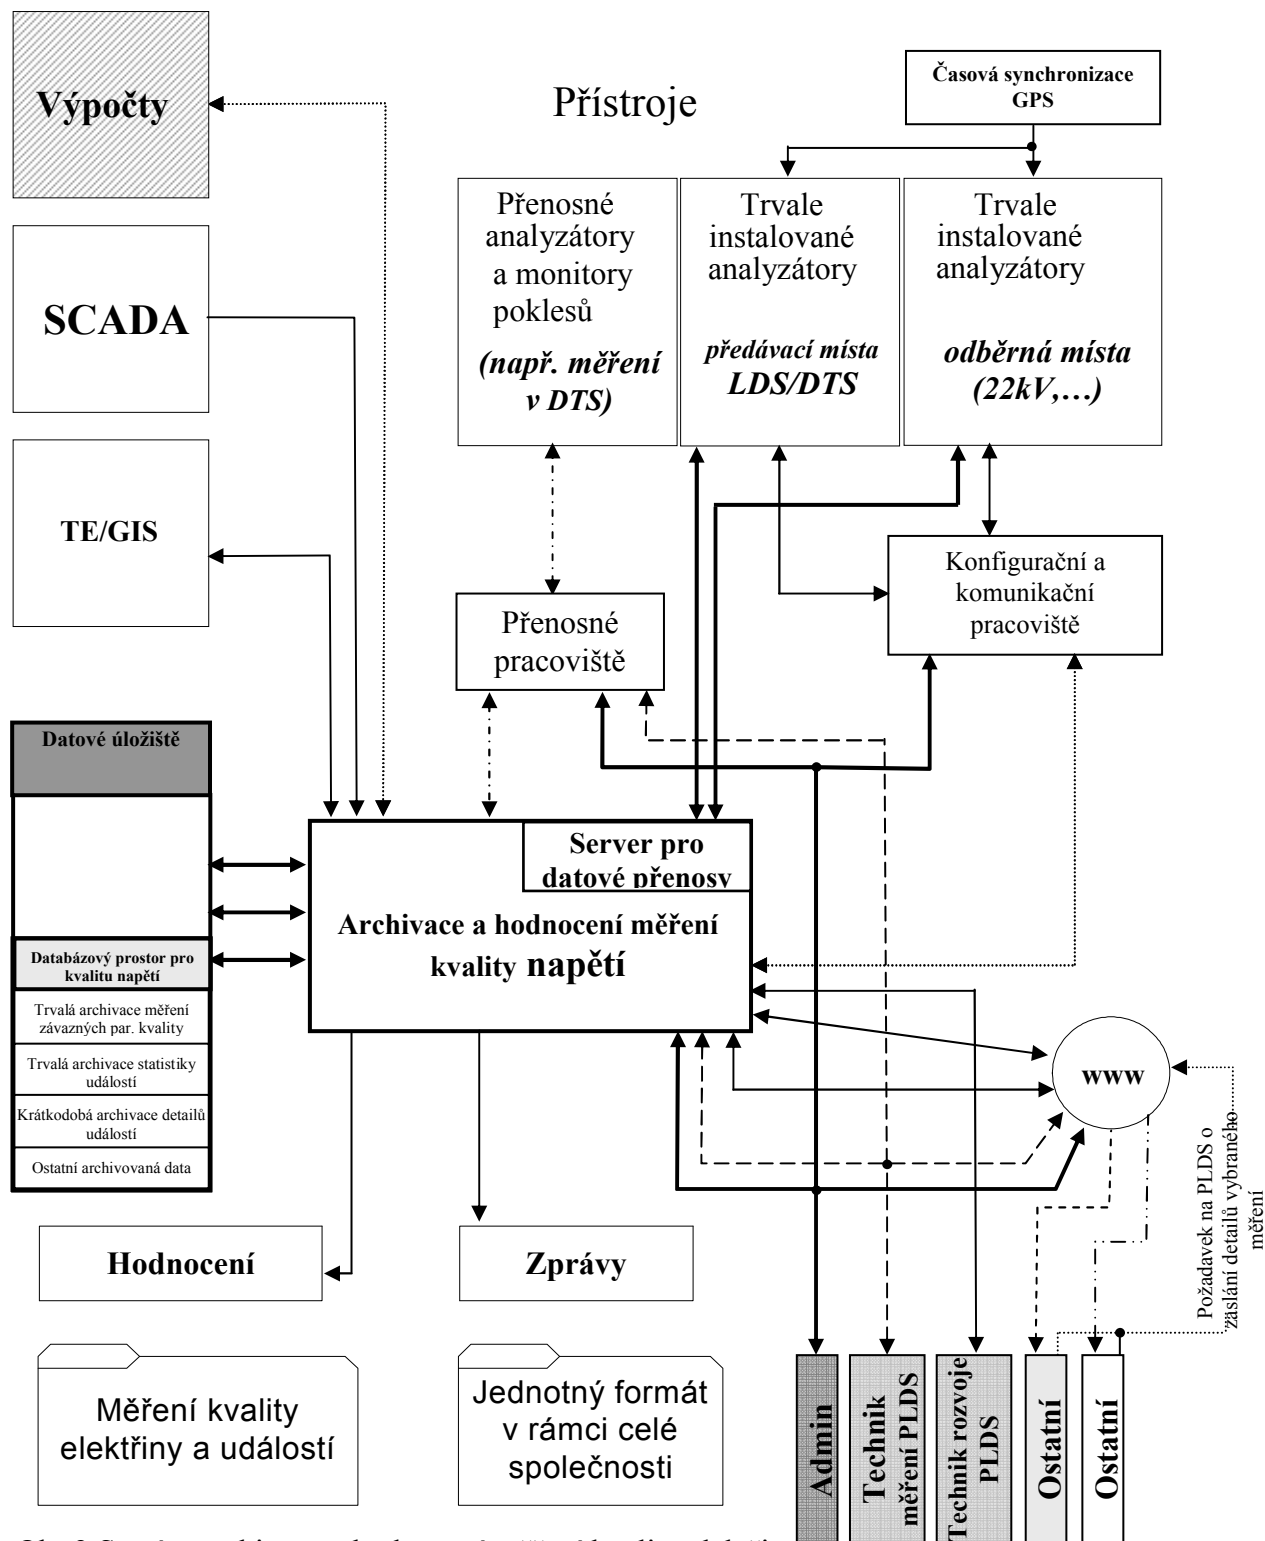 Výpočty
Přístroje
Časová synchronizace
GPS
SCADA
Přenosné
analyzátory
a monitory
poklesů
(např. měření
v DTS)
Trvale
instalované
analyzátory
předávací místa
LDS/DTS
Trvale
instalované
analyzátory
odběrná místa
(22kV,…)
TE/GIS
Konfigurační a
komunikační
pracoviště
Přenosné
pracoviště
Datové úložiště
Server pro
datové přenosy
Archivace a hodnocení měření
kvality napětí
Databázový prostor pro
kvalitu napětí
Trvalá archivace měření
závazných par. kvality
Trvalá archivace statistiky
událostí
Krátkodobá archivace detailů
událostí
Ostatní archivovaná data
www
Požadavek na PLDS o
zaslání detailů vybraného
měření
Hodnocení
Zprávy
Měření kvality
elektřiny a událostí
Jednotný formát
v rámci celé
společnosti
Admin
Technik
měření PLDS
Technik rozvoje
PLDS
Ostatní
Ostatní